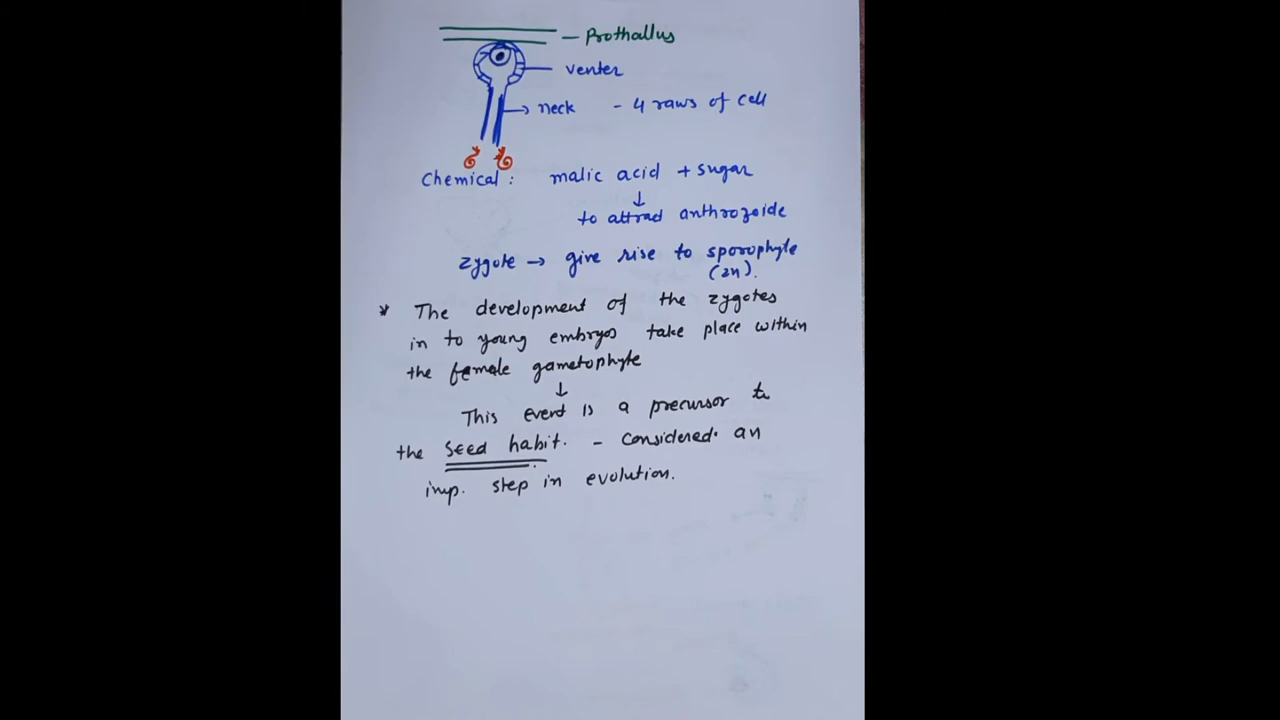 — Prothallus
venter
→ neck - 4 raws of cell
Chemical : malic acid + sugar
↓
to attrad anthrozoide
zygote → give rise to sporophyte
(2n).
* The development of the zygotes
in to young embryos take place within
the female gametophyte
↓
This event is a precursor to
the seed habit. - considered an
imp. step in evolution.